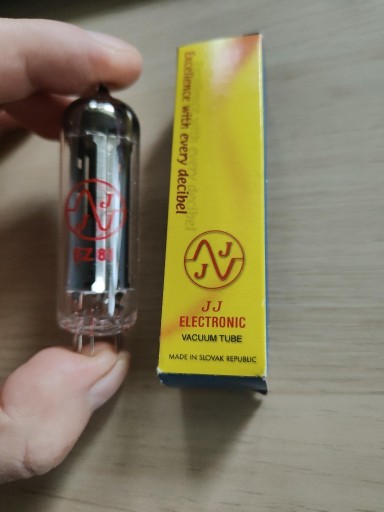 JJ
EZ 81
Excellence with every decibel
JJ
JJ
ELECTRONIC
VACUUM TUBE
MADE IN SLOVAK REPUBLIC